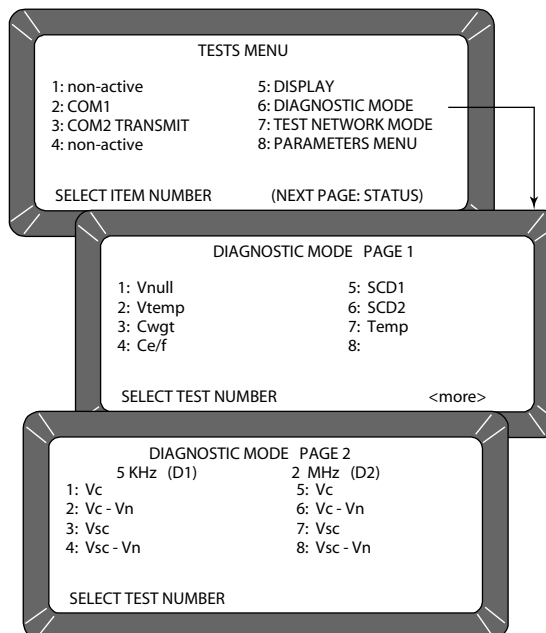 TESTS MENU
1: non-active 5: DISPLAY
2: COM1 6: DIAGNOSTIC MODE
3: COM2 TRANSMIT 7: TEST NETWORK MODE
4: non-active 8: PARAMETERS MENU
SELECT ITEM NUMBER (NEXT PAGE: STATUS)
DIAGNOSTIC MODE PAGE 1
1: Vnull 5: SCD1
2: Vtemp 6: SCD2
3: Cwgt 7: Temp
4: Ce/f 8:
SELECT TEST NUMBER <more>
DIAGNOSTIC MODE PAGE 2
5 KHz (D1) 2 MHz (D2)
1: Vc 5: Vc
2: Vc - Vn 6: Vc - Vn
3: Vsc 7: Vsc
4: Vsc - Vn 8: Vsc - Vn
SELECT TEST NUMBER